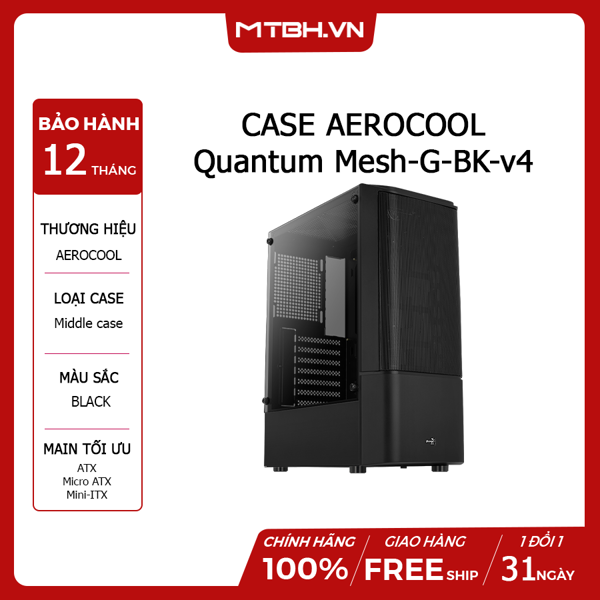 MTBH.VN
CASE AEROCOOL
Quantum Mesh-G-BK-v4
BẢO HÀNH
12 THÁNG
THƯƠNG HIỆU
AEROCOOL
LOẠI CASE
Middle case
MÀU SẮC
BLACK
MAIN TỐI ƯU
ATX
Micro ATX
Mini-ITX
CHÍNH HÃNG
100%
GIAO HÀNG
FREE SHIP
1 ĐỔI 1
31 NGÀY